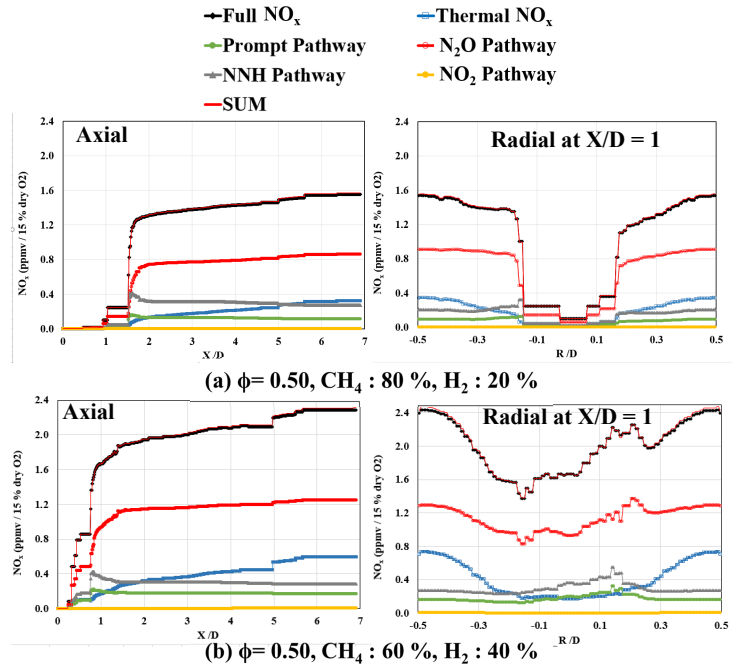 Full NOx
Thermal NOx
Prompt Pathway
N2O Pathway
NNH Pathway
NO2 Pathway
SUM
Axial
2.4
2.0
1.6
1.2
0.8
0.4
0.0
NOx (ppmv / 15 % dry O2)
0 1 2 3 4 5 6 7
X /D
Radial at X/D = 1
2.4
2.0
1.6
1.2
0.8
0.4
0.0
NOx (ppmv / 15 % dry O2)
-0.5 -0.3 -0.1 0.1 0.3 0.5
R /D
(a) ϕ= 0.50, CH4 : 80 %, H2 : 20 %
Axial
2.4
2.0
1.6
1.2
0.8
0.4
0.0
NOx (ppmv / 15 % dry O2)
0 1 2 3 4 5 6 7
X /D
Radial at X/D = 1
2.4
2.0
1.6
1.2
0.8
0.4
0.0
NOx (ppmv / 15 % dry O2)
-0.5 -0.3 -0.1 0.1 0.3 0.5
R /D
(b) ϕ= 0.50, CH4 : 60 %, H2 : 40 %